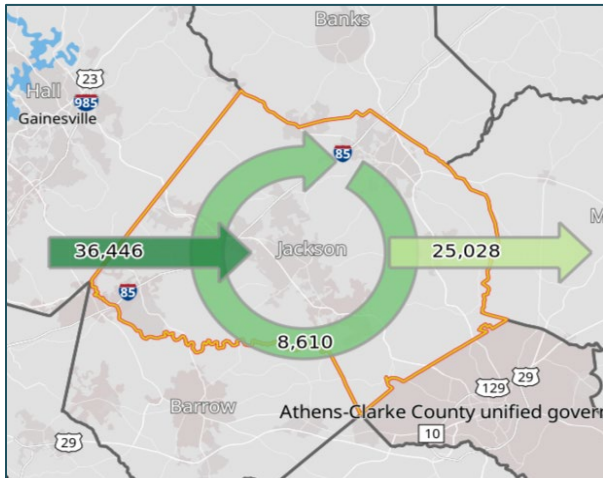 Banks
23
Hall
985
Gainesville
85
36,446
Jackson
25,028
M
85
8,610
Barrow
29
129
Athens-Clarke County unified govern
10
29